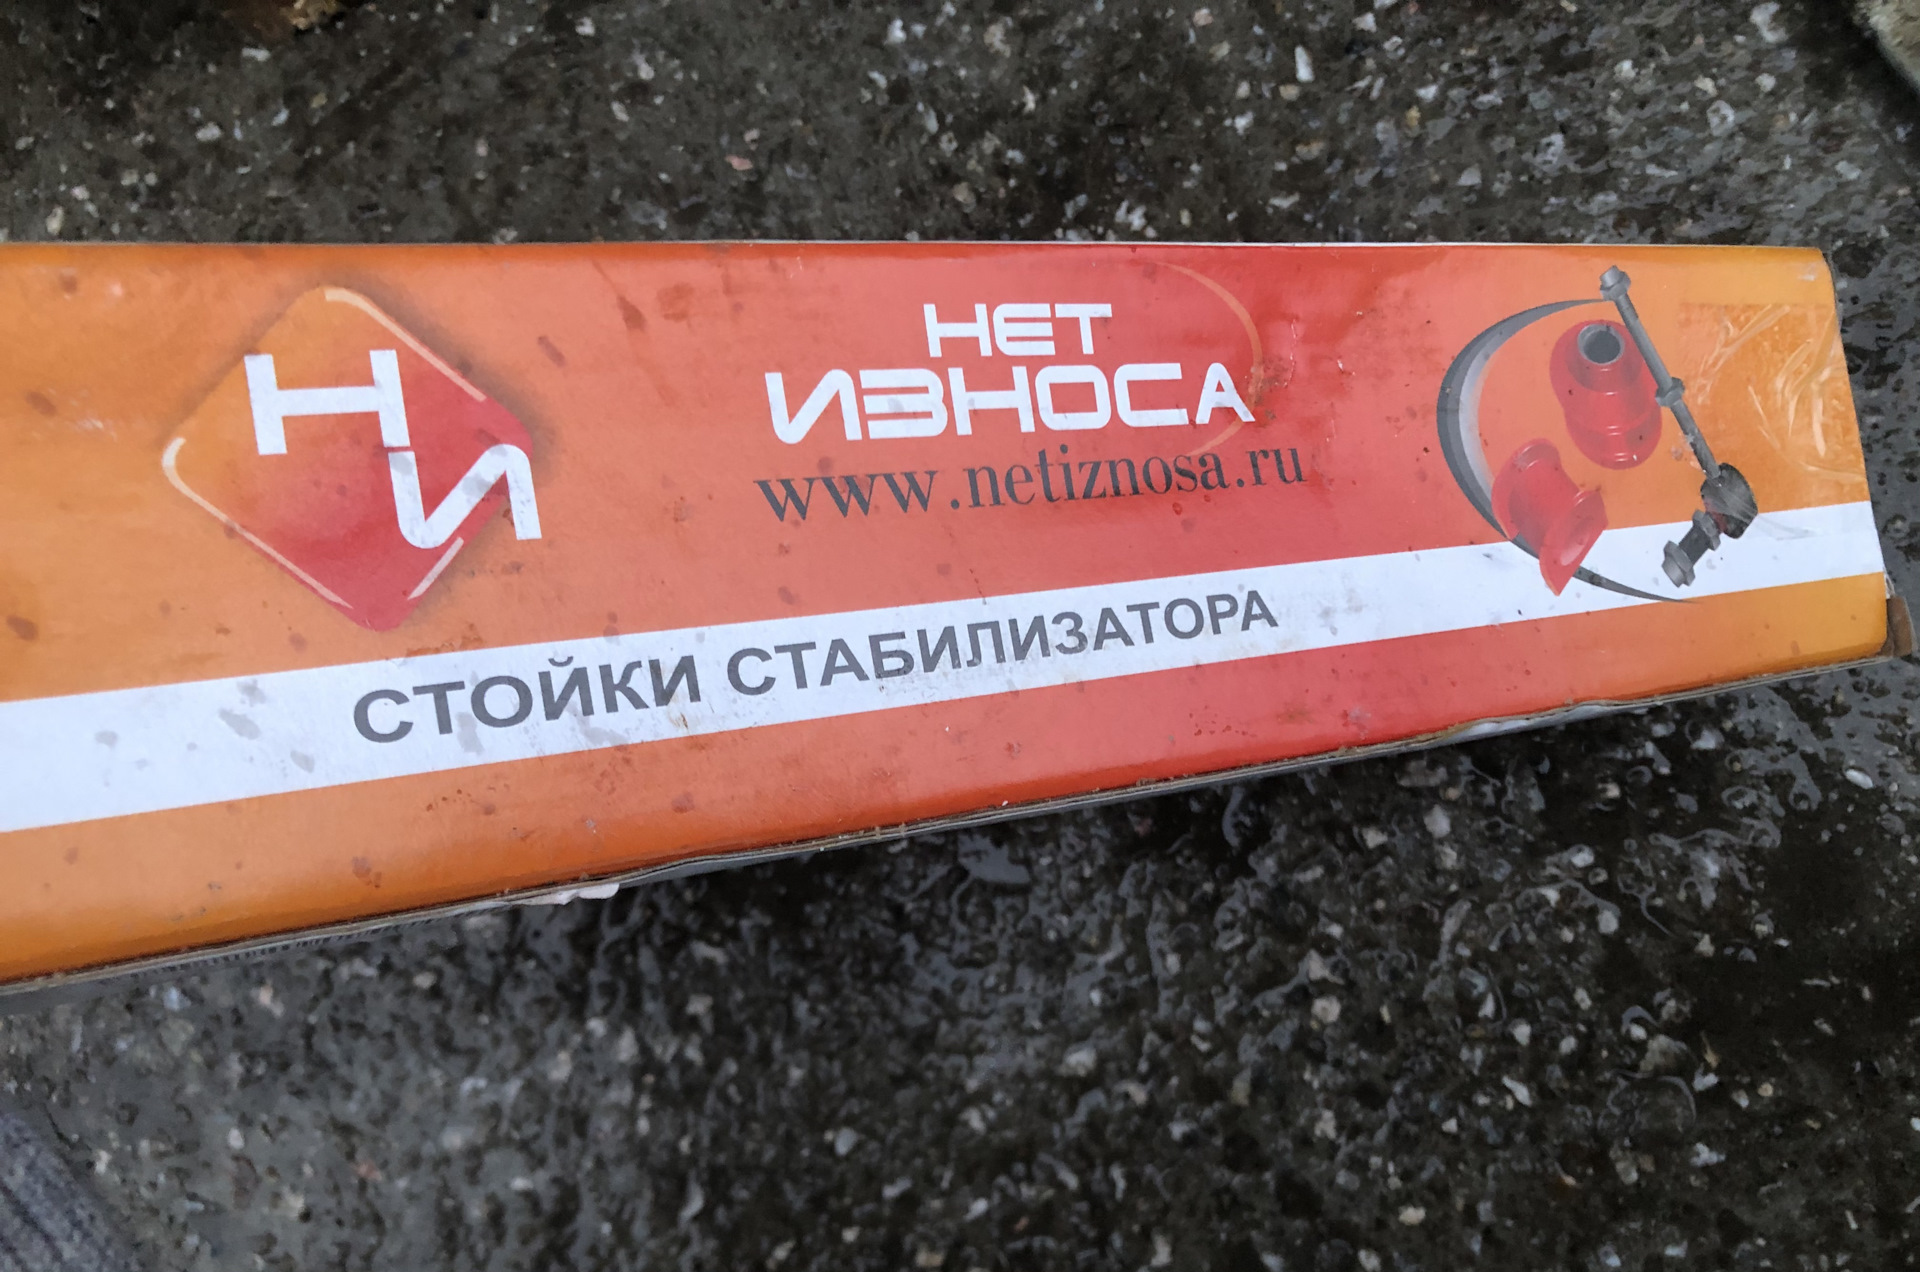 НИ
НЕТ
ИЗНОСА
www.netiznosa.ru
СТОЙКИ СТАБИЛИЗАТОРА